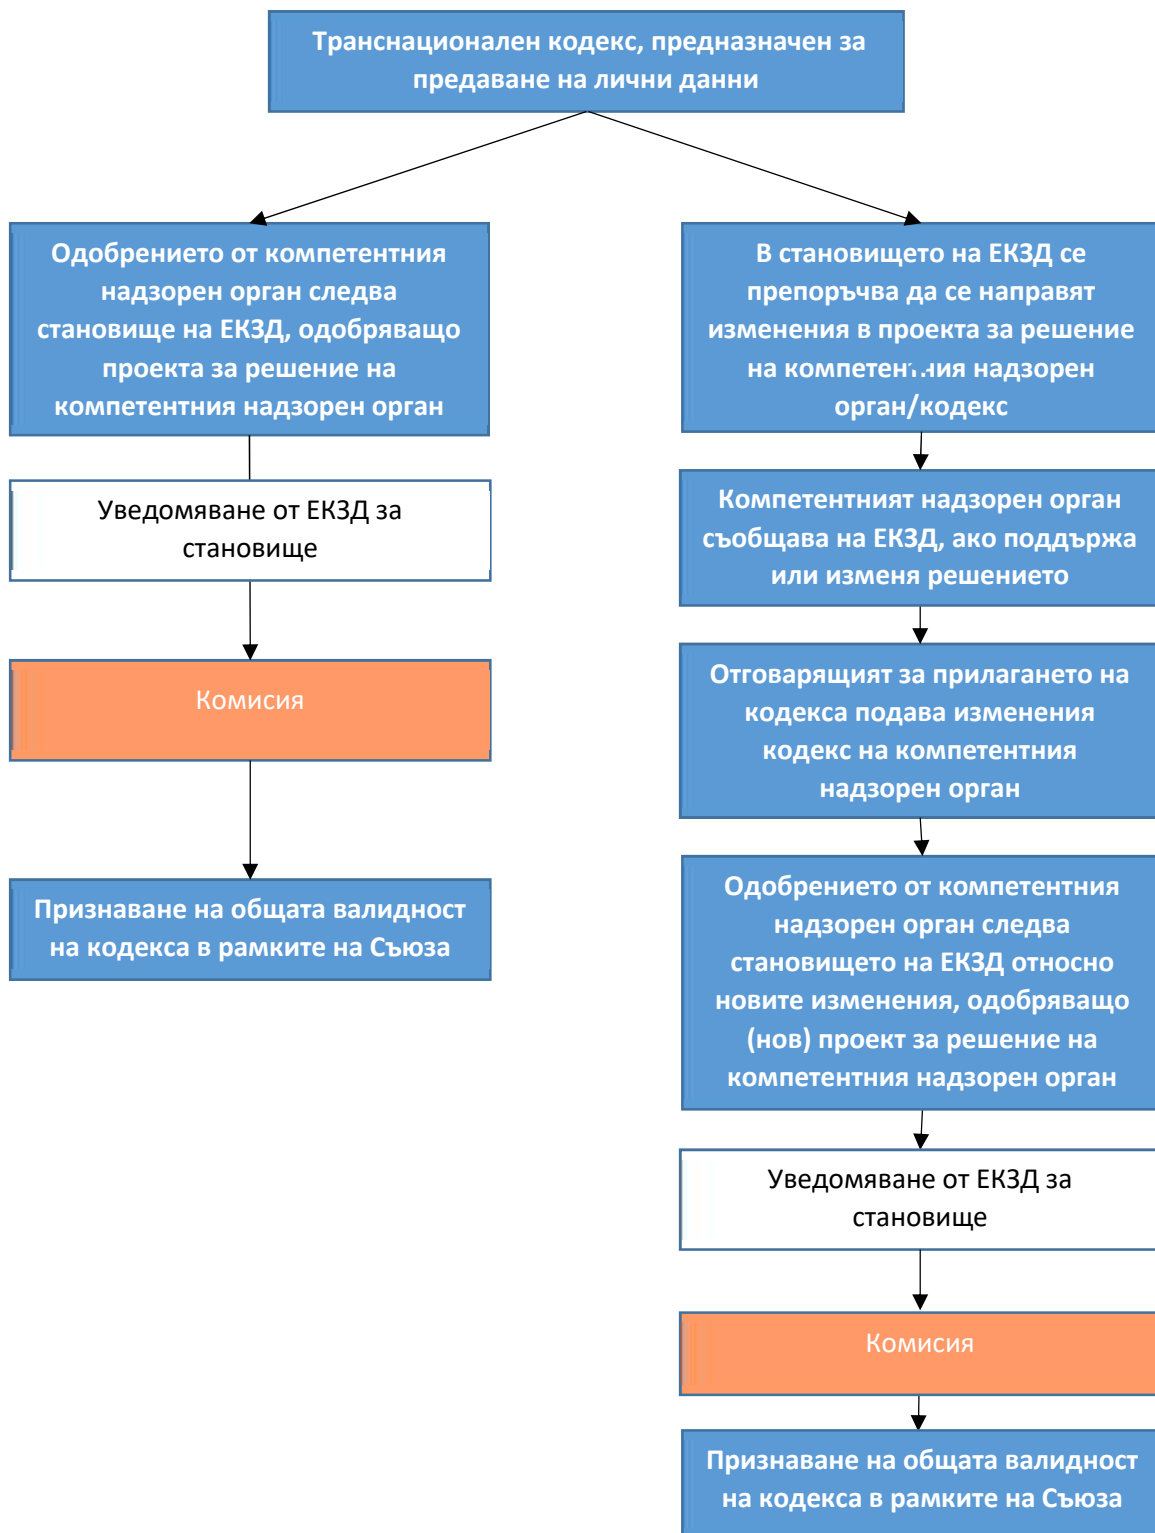 Транснационален кодекс, предназначен за
предаване на лични данни
Одобрението от компетентния
надзорен орган следва
становище на ЕКЗД, одобряващо
проекта за решение на
компетентния надзорен орган
Уведомяване от ЕКЗД за
становище
Комисия
Признаване на общата валидност
на кодекса в рамките на Съюза
В становището на ЕКЗД се
препоръчва да се направят
изменения в проекта за решение
на компетентния надзорен
орган/кодекс
Компетентният надзорен орган
съобщава на ЕКЗД, ако поддържа
или изменя решението
Отговарящият за прилагането на
кодекса подава изменения
кодекс на компетентния
надзорен орган
Одобрението от компетентния
надзорен орган следва
становището на ЕКЗД относно
новите изменения, одобряващо
(нов) проект за решение на
компетентния надзорен орган
Уведомяване от ЕКЗД за
становище
Комисия
Признаване на общата валидност
на кодекса в рамките на Съюза